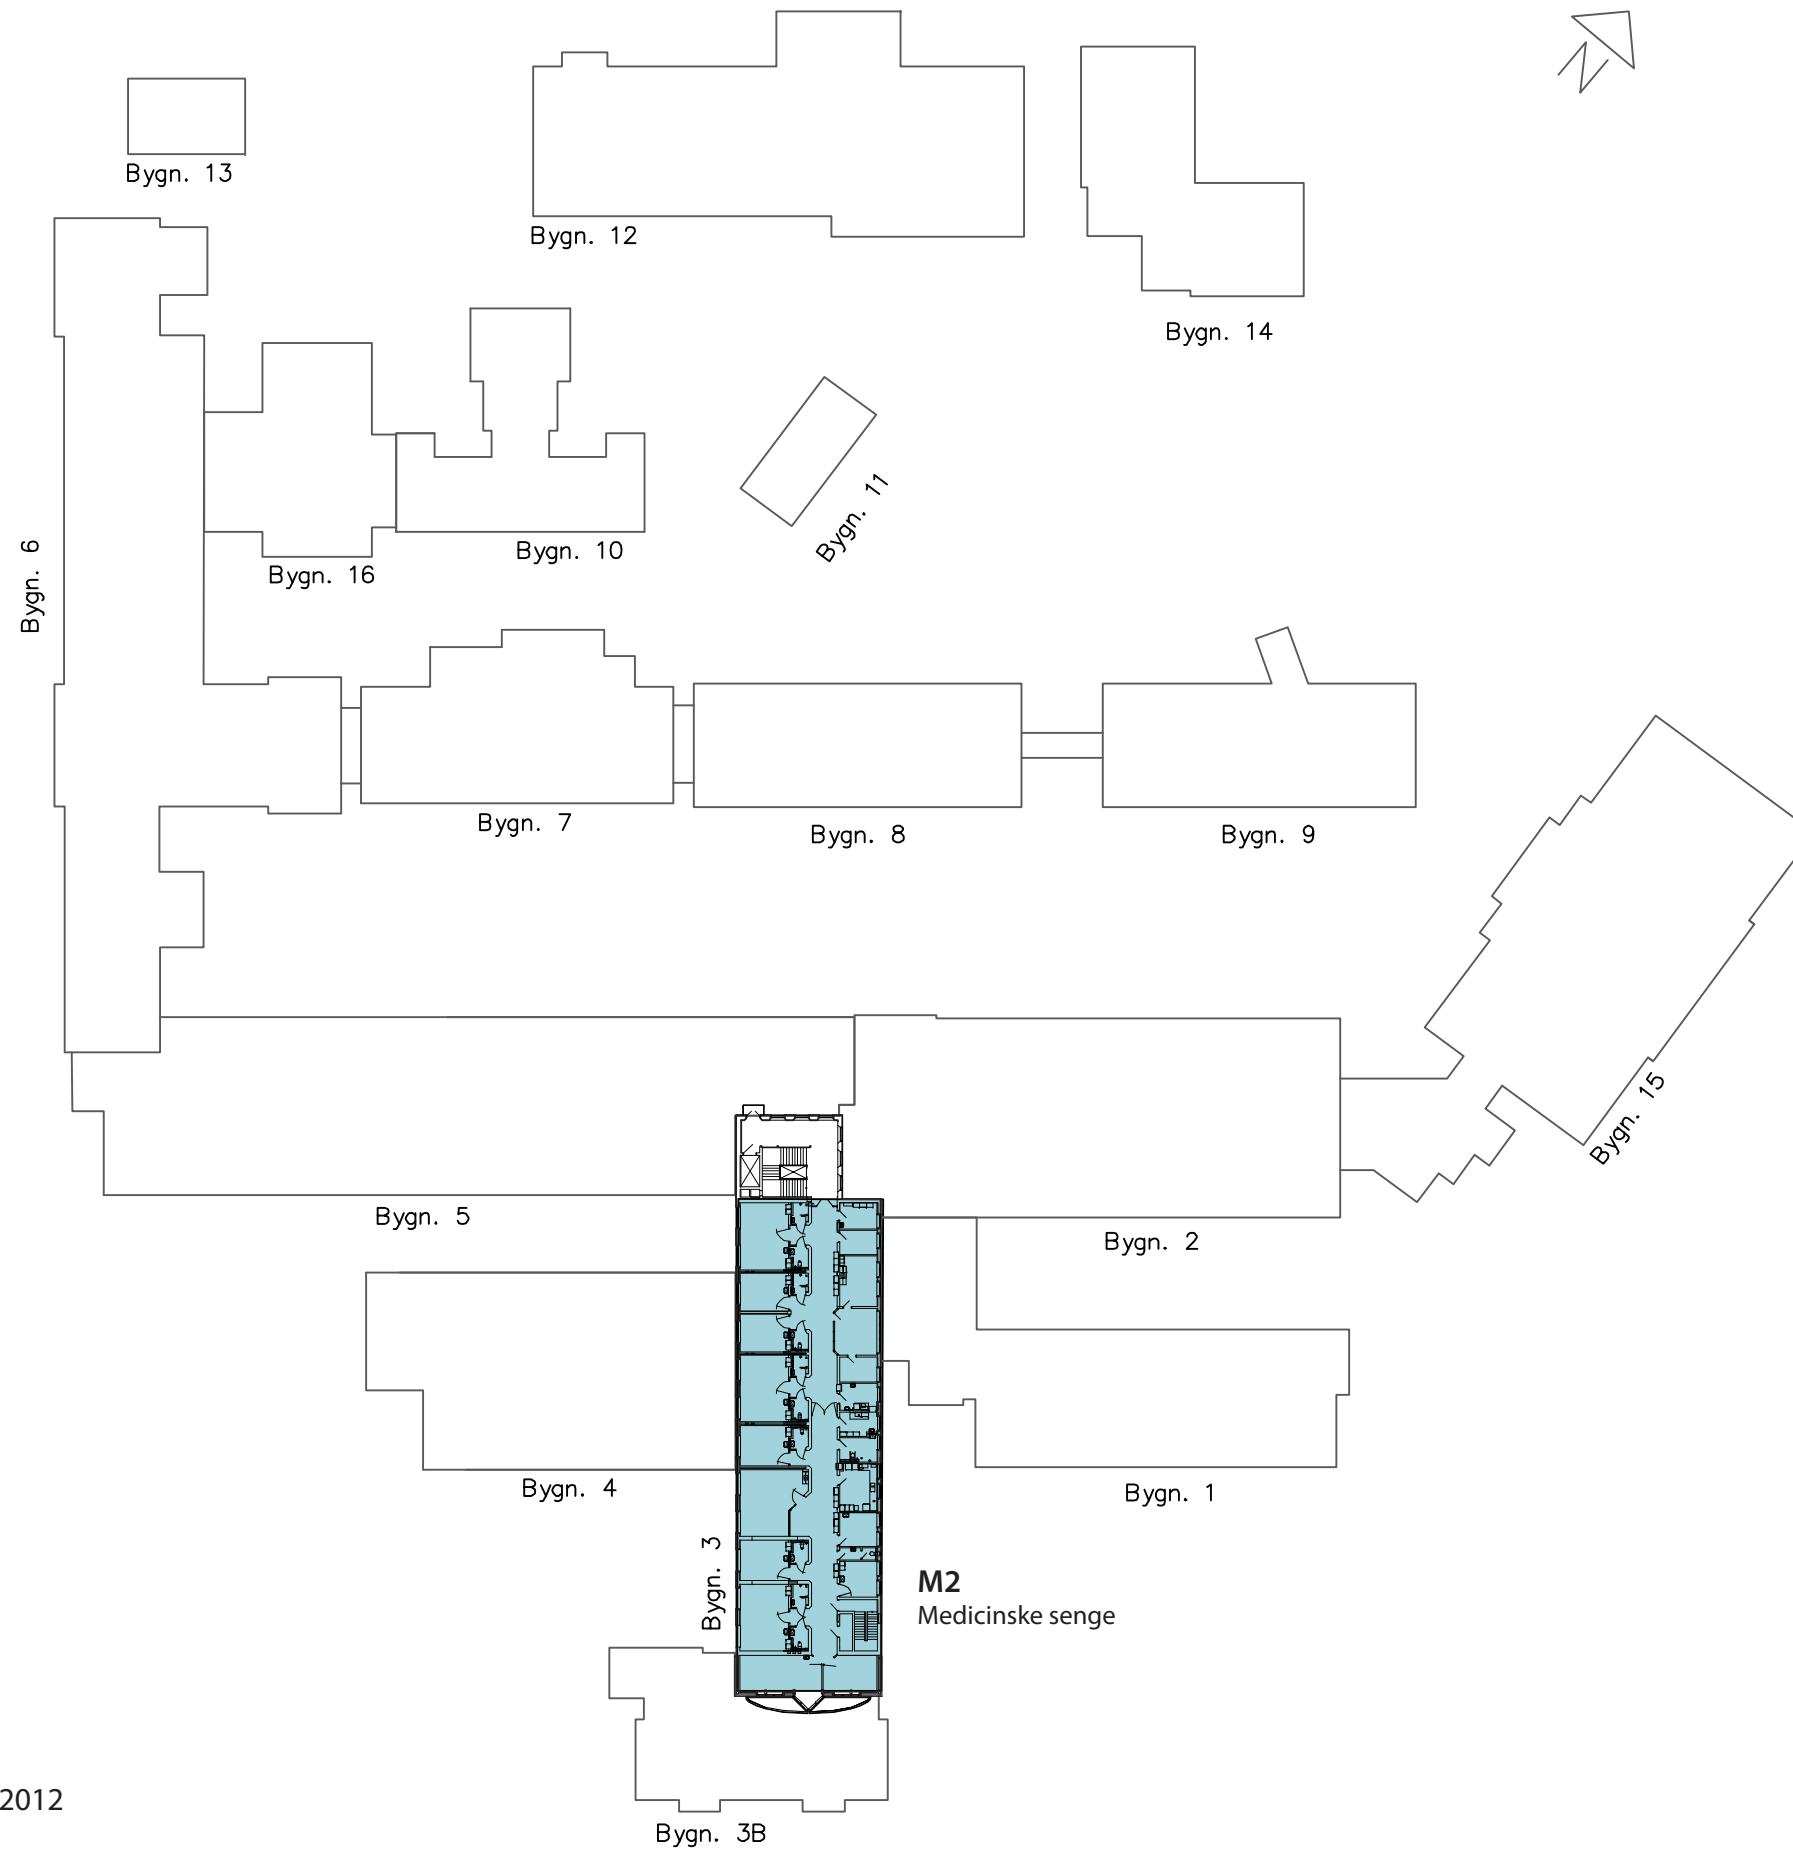 Bygn. 13
Bygn. 12
Bygn. 14
Bygn. 11
Bygn. 6
Bygn. 10
Bygn. 16
Bygn. 7
Bygn. 8
Bygn. 9
Bygn. 15
Bygn. 5
Bygn. 2
Bygn. 4
Bygn. 1
Bygn. 3
M2
Medicinske senge
2012
Bygn. 3B